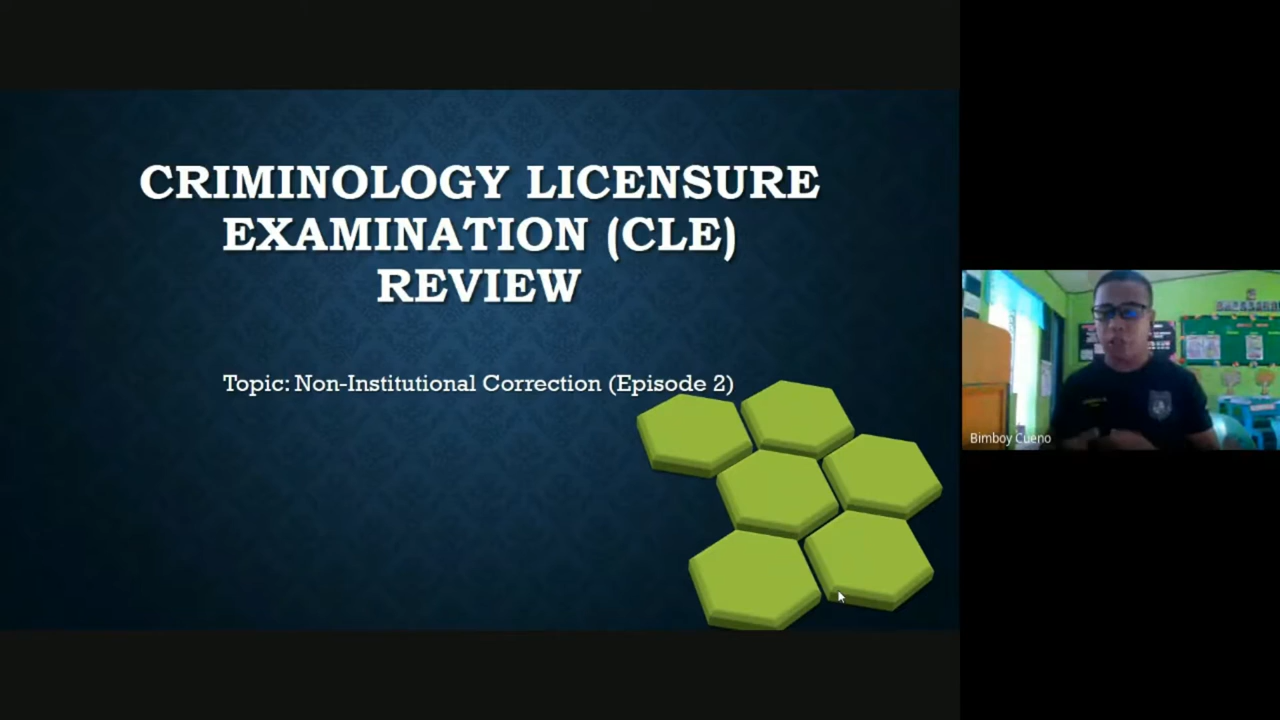 CRIMINOLOGY LICENSURE
EXAMINATION (CLE)
REVIEW
Topic: Non-Institutional Correction (Episode 2)
Bimboy Cueno